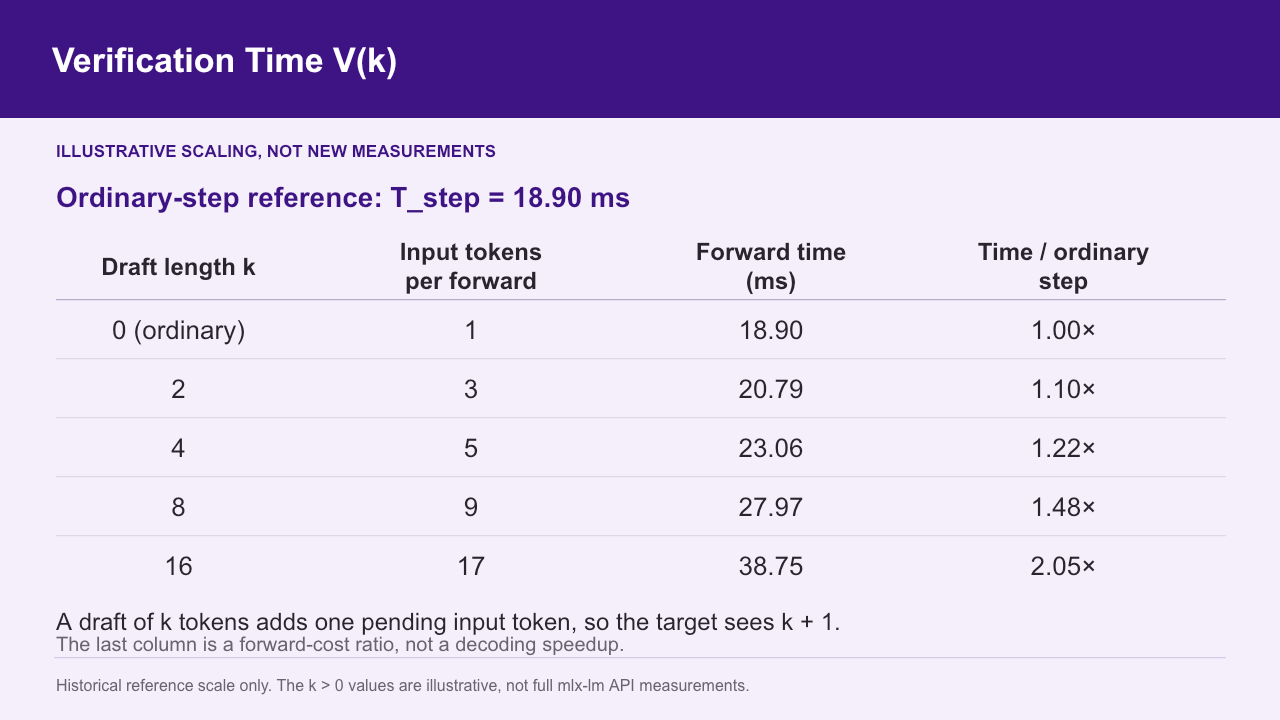 Verification Time V(k)
ILLUSTRATIVE SCALING, NOT NEW MEASUREMENTS
Ordinary-step reference: T_step = 18.90 ms
Draft length k
Input tokens
per forward
Forward time
(ms)
Time / ordinary
step
0 (ordinary) 1 18.90 1.00×
2 3 20.79 1.10×
4 5 23.06 1.22×
8 9 27.97 1.48×
16 17 38.75 2.05×
A draft of k tokens adds one pending input token, so the target sees k + 1.
The last column is a forward-cost ratio, not a decoding speedup.
Historical reference scale only. The k > 0 values are illustrative, not full mlx-lm API measurements.